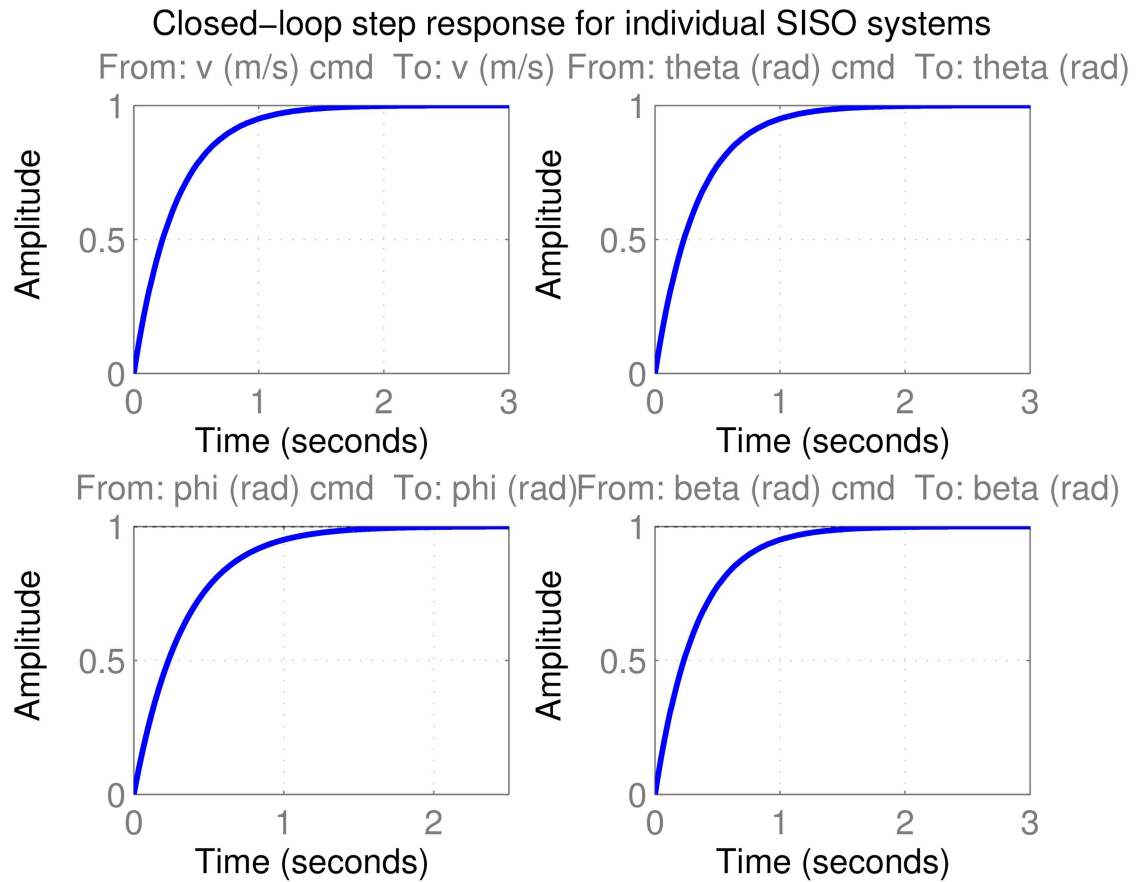 Closed–loop step response for individual SISO systems
From: v (m/s) cmd To: v (m/s)
1
0.5
0
Amplitude
0 1 2 3
Time (seconds)
From: theta (rad) cmd To: theta (rad)
1
0.5
0
Amplitude
0 1 2 3
Time (seconds)
From: phi (rad) cmd To: phi (rad)
1
0.5
0
Amplitude
0 1 2
Time (seconds)
From: beta (rad) cmd To: beta (rad)
1
0.5
0
Amplitude
0 1 2 3
Time (seconds)